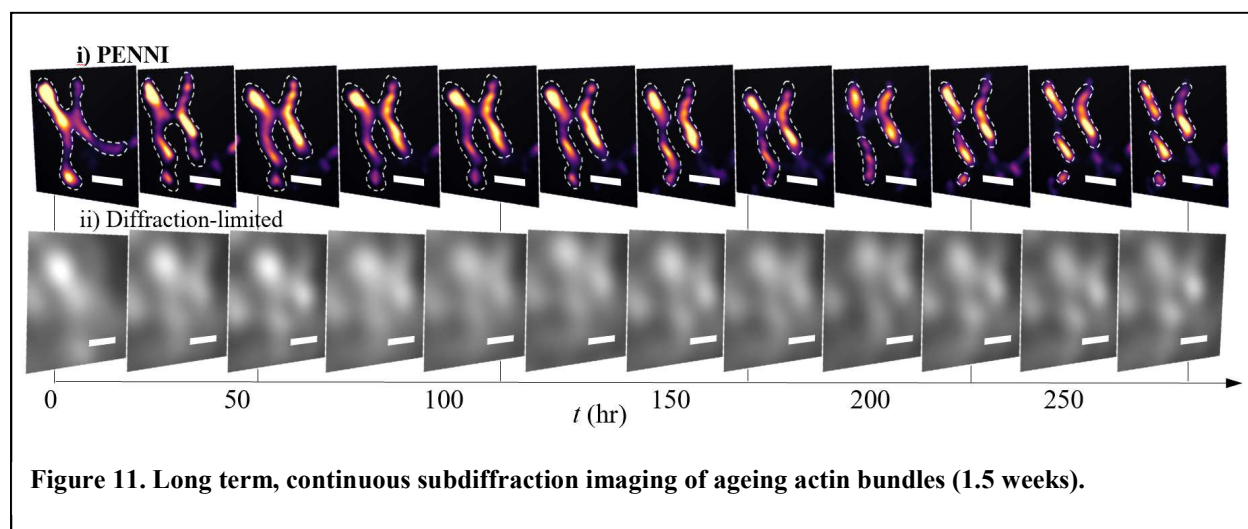 i) PENNI
ii) Diffraction-limited
0 50 100 150 200 250
t (hr)
Figure 11. Long term, continuous subdiffraction imaging of ageing actin bundles (1.5 weeks).